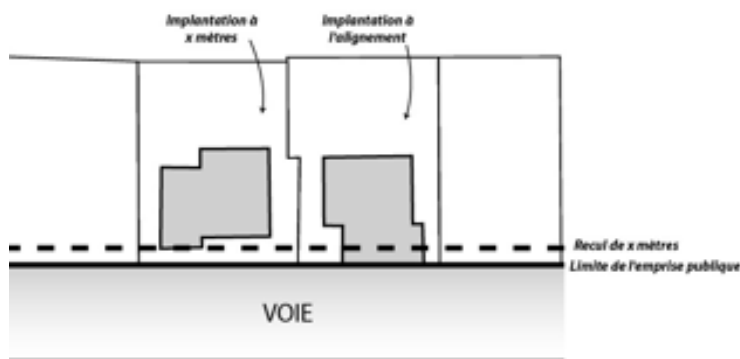 Implantation à
x mètres
Implantation à
l'alignement
Recul de x mètres
Limite de l'emprise publique
VOIE